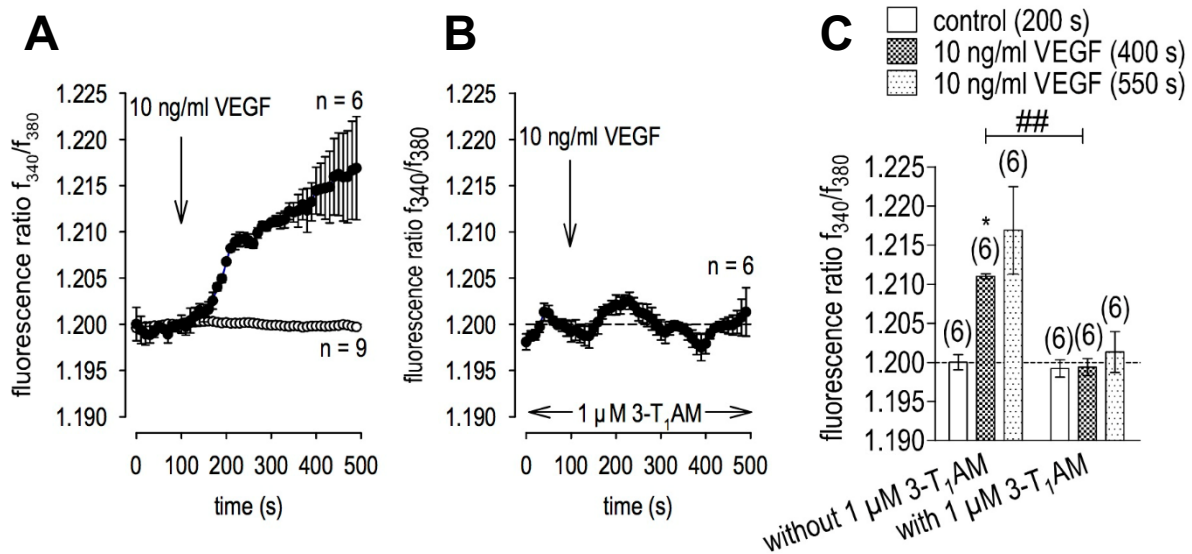 A
B
C
control (200 s)
10 ng/ml VEGF (400 s)
10 ng/ml VEGF (550 s)
fluorescence ratio f340/f380
1.225
1.220
1.215
1.210
1.205
1.200
1.195
1.190
10 ng/ml VEGF
n = 6
n = 9
0 100 200 300 400 500
time (s)
fluorescence ratio f340/f380
1.225
1.220
1.215
1.210
1.205
1.200
1.195
1.190
10 ng/ml VEGF
n = 6
1 µM 3-T1AM
0 100 200 300 400 500
time (s)
fluorescence ratio f340/f380
1.225
1.220
1.215
1.210
1.205
1.200
1.195
1.190
##
*
(6) (6) (6) (6) (6) (6)
without 1 µM 3-T1AM
with 1 µM 3-T1AM